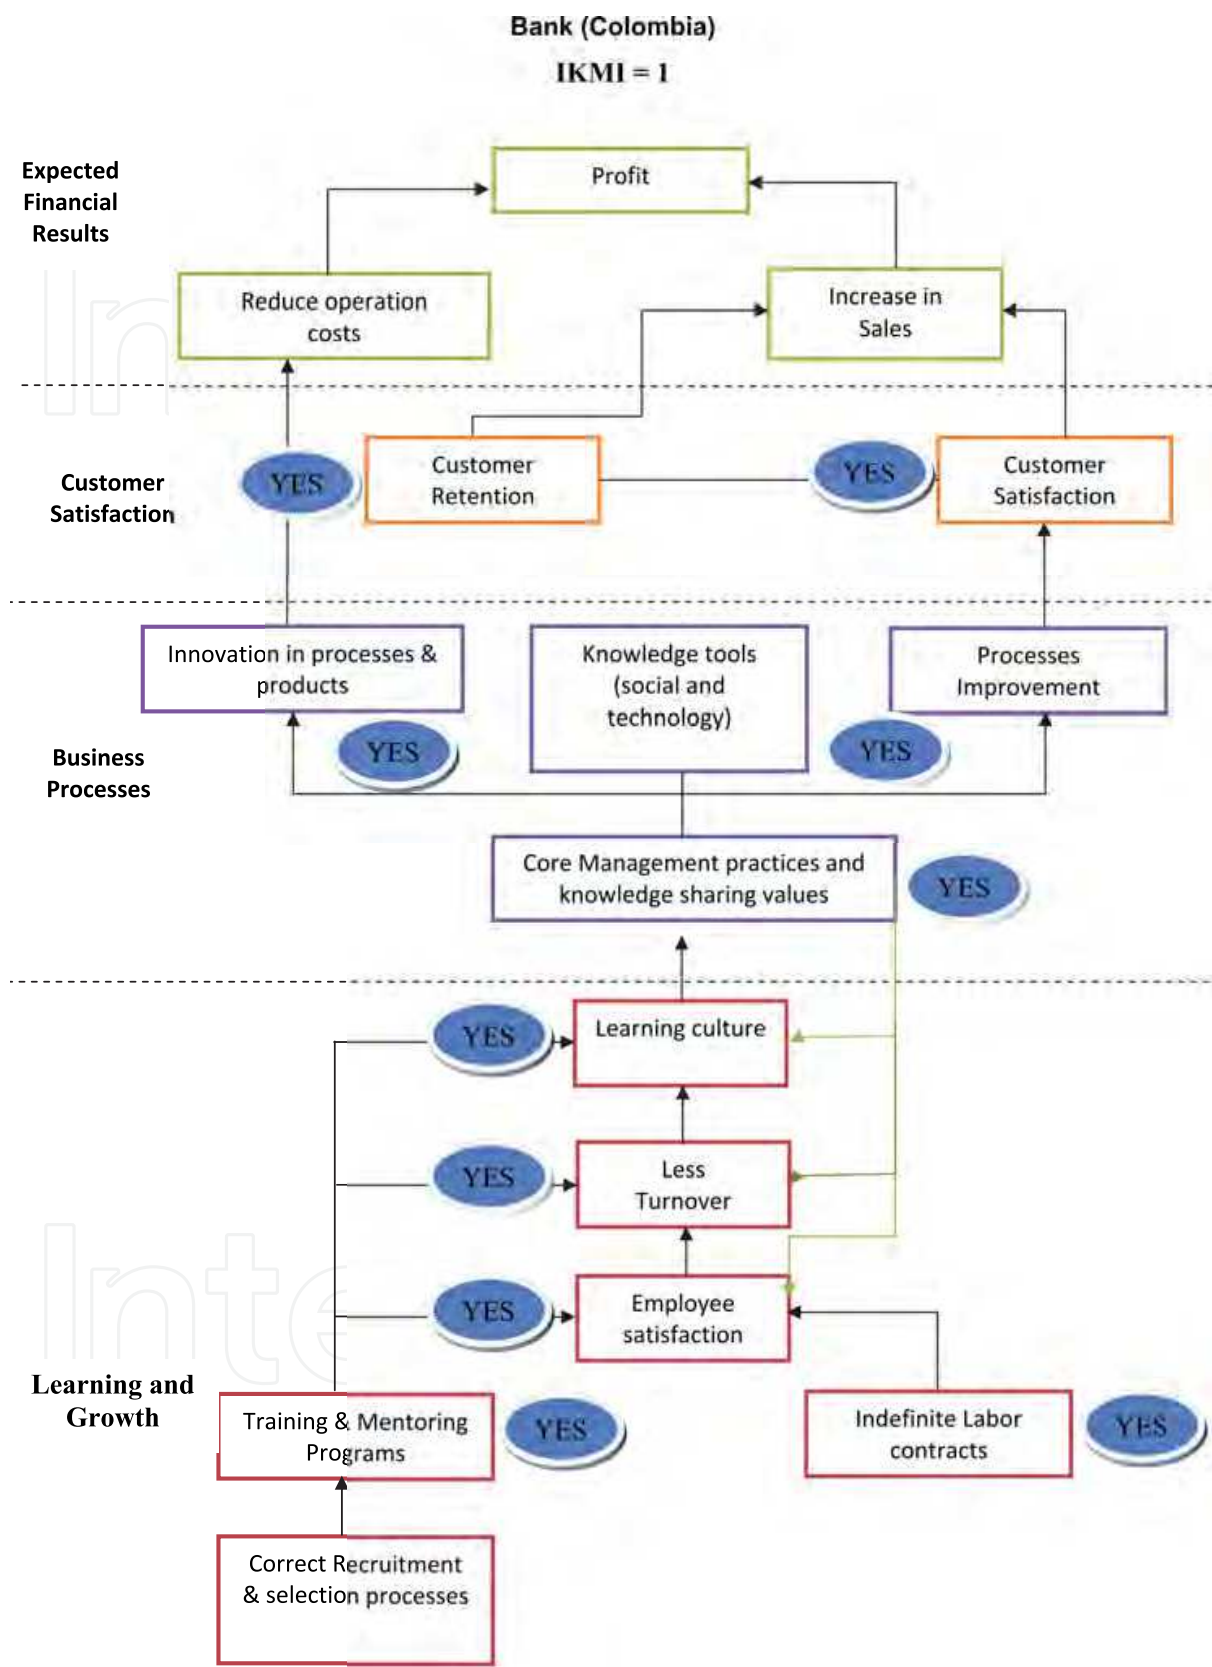 Bank (Colombia)
IKMI = 1
Expected
Financial
Results
Profit
Reduce operation
costs
Increase in
Sales
Customer
Satisfaction
YES
Customer
Retention
YES
Customer
Satisfaction
Innovation in processes &
products
Knowledge tools
(social and
technology)
Processes
Improvement
Business
Processes
YES
YES
Core Management practices and
knowledge sharing values
YES
YES
Learning culture
YES
Less
Turnover
YES
Employee
satisfaction
Learning and
Growth
Training & Mentoring
Programs
YES
Indefinite Labor
contracts
YES
Correct Recruitment
& selection processes